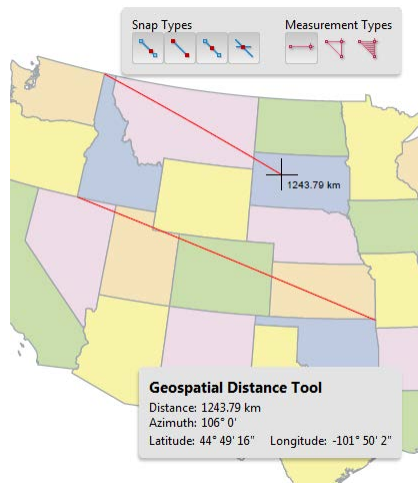 Snap Types Measurement Types
1243.79 km
Geospatial Distance Tool
Distance: 1243.79 km
Azimuth: 106° 0'
Latitude: 44° 49' 16" Longitude: -101° 50' 2"